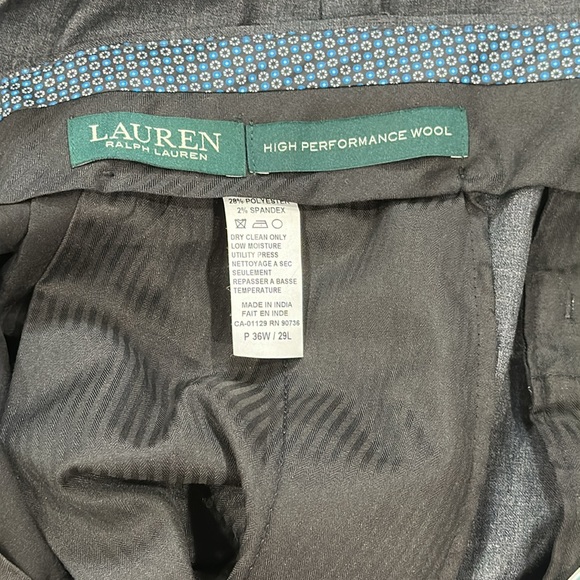 LAUREN
RALPH LAUREN
HIGH PERFORMANCE WOOL
28% POLYESTER
2% SPANDEX
DRY CLEAN ONLY
LOW MOISTURE
UTILITY PRESS
NETTOYAGE A SEC
SEULEMENT
REPASSER A BASSE
TEMPERATURE
MADE IN INDIA
FAIT EN INDE
CA-01129 RN 90736
P 36W / 29L